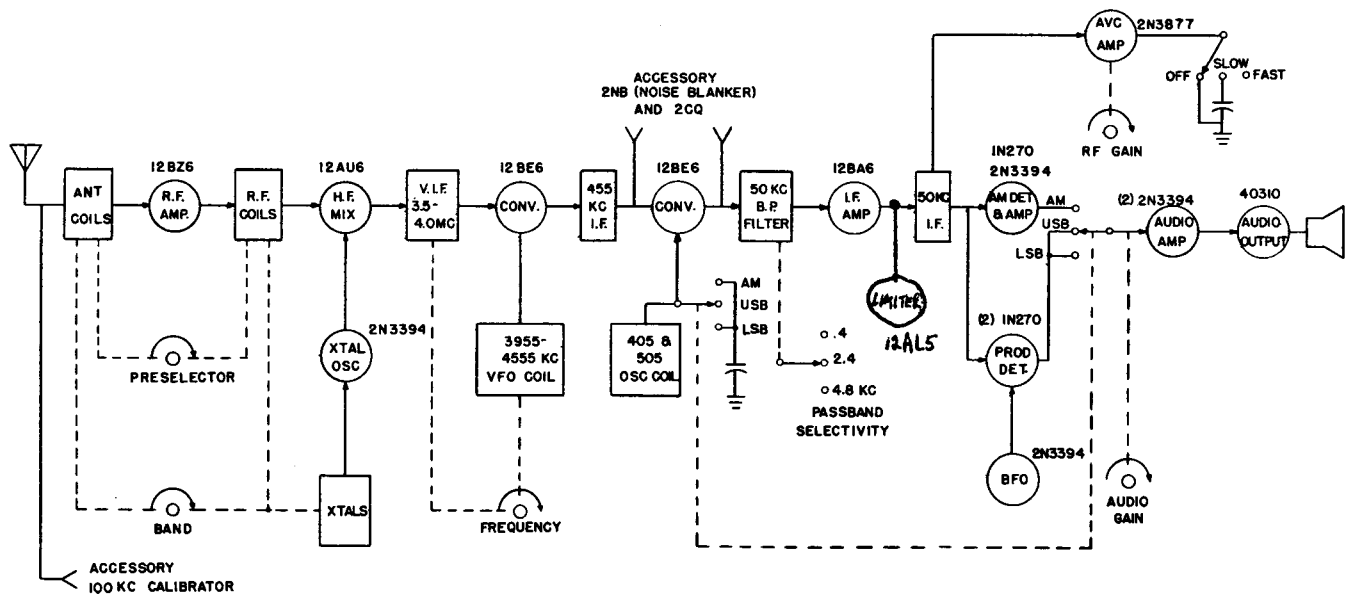 AVC
AMP
2N3877
OFF
SLOW
FAST
RF GAIN
ACCESSORY
2NB (NOISE BLANKER)
AND 2CQ
12BZ6
12AU6
12BE6
12BE6
12BA6
1N270
2N3394
ANT
COILS
R.F.
AMP.
R.F.
COILS
H.F.
MIX
V.I.F.
3.5-
4.0MC
CONV.
455
KC
I.F.
CONV.
50 KC
B.P.
FILTER
I.F.
AMP
50KC
I.F.
AM DET
& AMP
AM
USB
LSB
(2) 2N3394
AUDIO
AMP
40310
AUDIO
OUTPUT
2N3394
XTAL
OSC
3955-
4555 KC
VFO COIL
405 &
505
OSC COIL
AM
USB
LSB
.4
2.4
4.8 KC
PASSBAND
SELECTIVITY
LIMITER
12AL5
(2) 1N270
PROD
DET.
PRESELECTOR
2N3394
BFO
XTALS
BAND
FREQUENCY
AUDIO
GAIN
ACCESSORY
100 KC CALIBRATOR